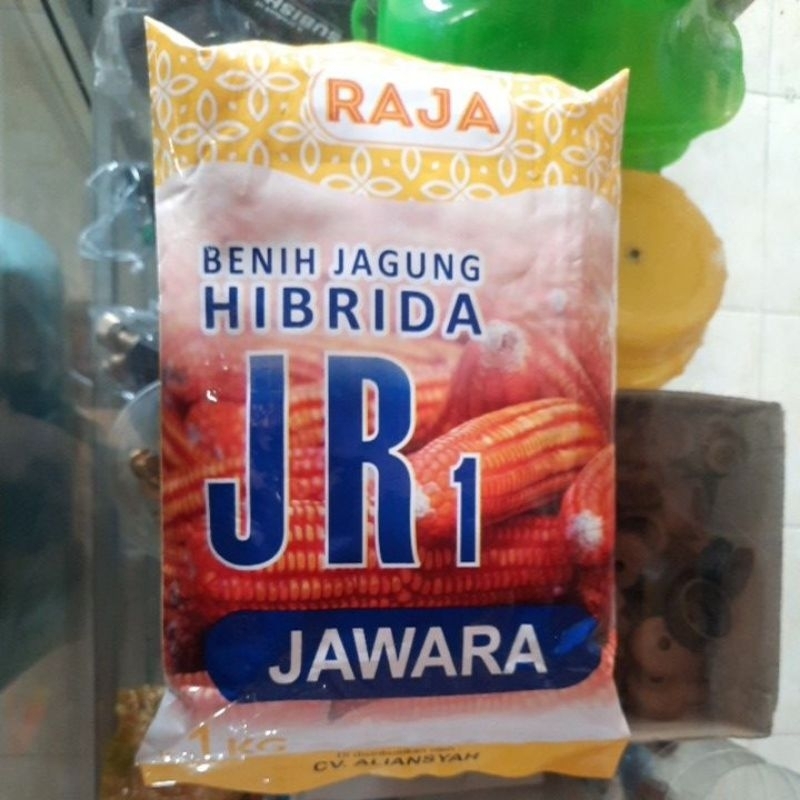 RAJA
BENIH JAGUNG
HIBRIDA
JR1
JAWARA
1 KG
CV. ALIANSYAH